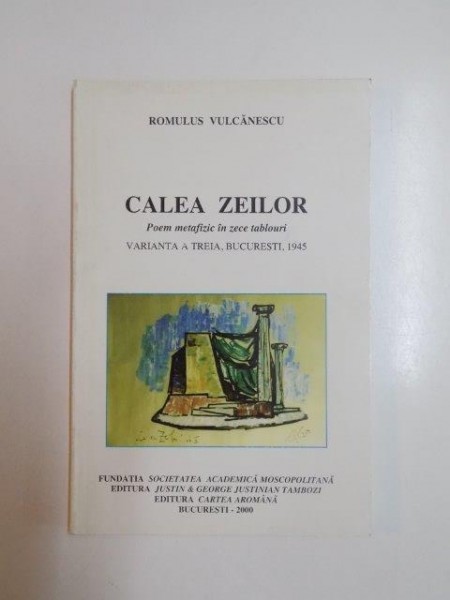 ROMULUS VULCĂNESCU
CALEA ZEILOR
Poem metafizic în zece tablouri
VARIANTA A TREIA, BUCUREȘTI, 1945
FUNDAȚIA SOCIETATEA ACADEMICĂ MOSCOPOLITANĂ
EDITURA JUSTIN & GEORGE JUSTINIAN TAMBOZI
EDITURA CARTEA AROMÂNĂ
BUCUREȘTI - 2000